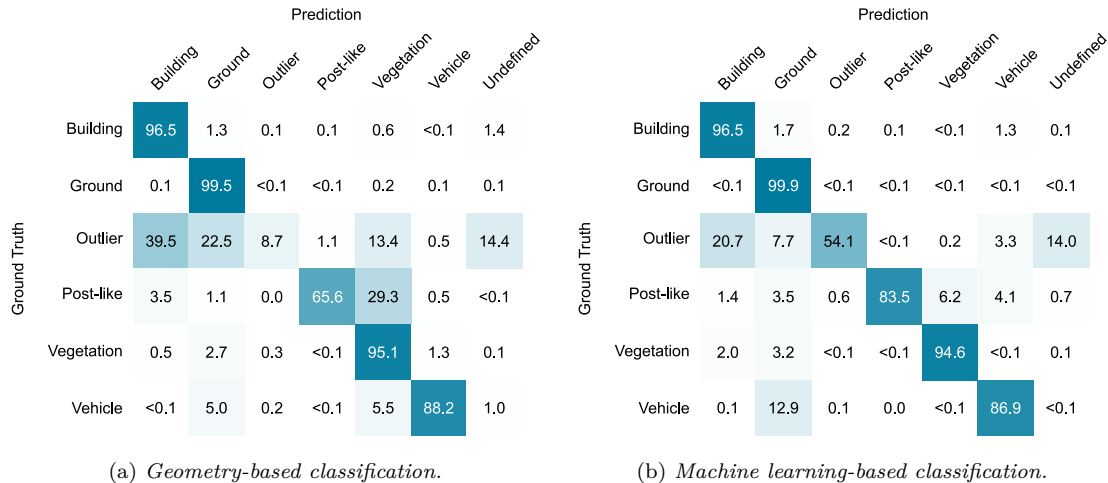 Prediction
Building Ground Outlier Post-like Vegetation Vehicle Undefined
Ground Truth
Building 96.5 1.3 0.1 0.1 0.6 <0.1 1.4
Ground 0.1 99.5 <0.1 <0.1 0.2 0.1 0.1
Outlier 39.5 22.5 8.7 1.1 13.4 0.5 14.4
Post-like 3.5 1.1 0.0 65.6 29.3 0.5 <0.1
Vegetation 0.5 2.7 0.3 <0.1 95.1 1.3 0.1
Vehicle <0.1 5.0 0.2 <0.1 5.5 88.2 1.0
(a) Geometry-based classification.
Prediction
Building Ground Outlier Post-like Vegetation Vehicle Undefined
Ground Truth
Building 96.5 1.7 0.2 0.1 <0.1 1.3 0.1
Ground <0.1 99.9 <0.1 <0.1 <0.1 <0.1 <0.1
Outlier 20.7 7.7 54.1 <0.1 0.2 3.3 14.0
Post-like 1.4 3.5 0.6 83.5 6.2 4.1 0.7
Vegetation 2.0 3.2 <0.1 <0.1 94.6 <0.1 0.1
Vehicle 0.1 12.9 0.1 0.0 <0.1 86.9 <0.1
(b) Machine learning-based classification.